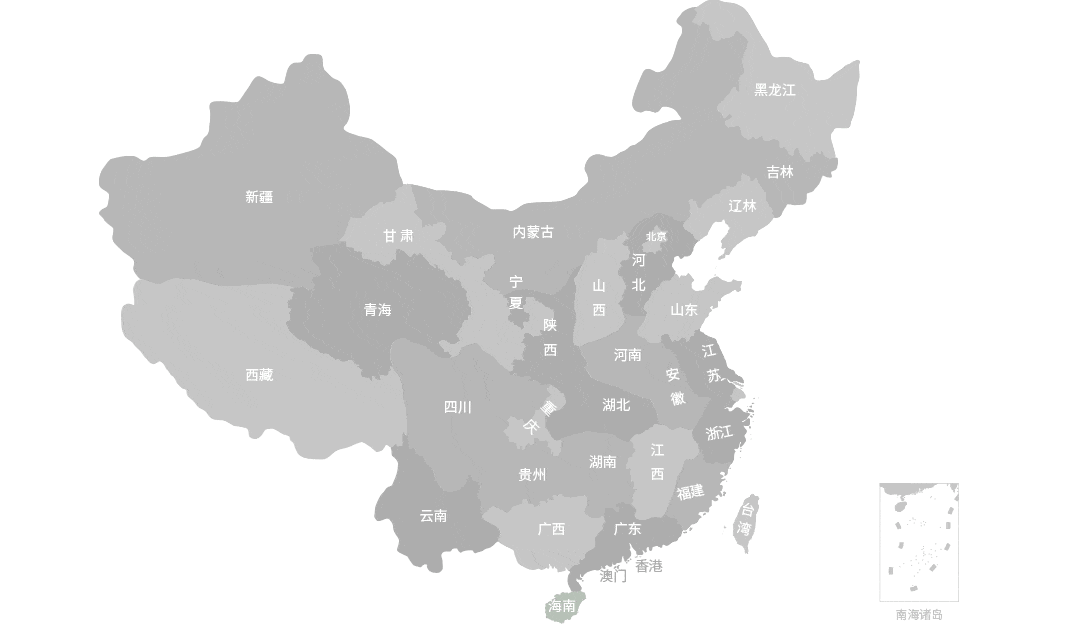 黑龙江
吉林
辽林
新疆
甘肃
内蒙古
北京
河北
宁夏
山西
青海
山东
陕西
河南
江苏
安徽
西藏
四川
湖北
重庆
浙江
江西
湖南
贵州
福建
云南
广西
广东
台湾
香港
澳门
海南
南海诸岛